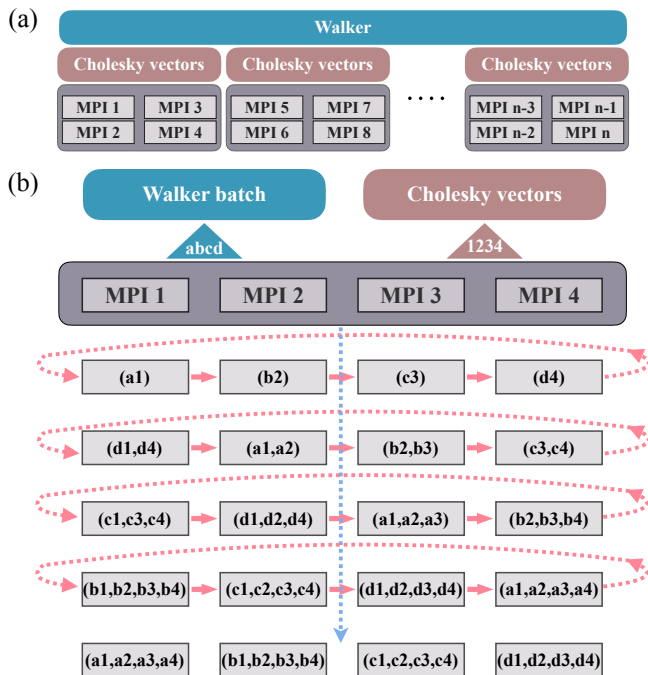 (a)
Walker
Cholesky vectors Cholesky vectors Cholesky vectors
MPI 1 MPI 3 MPI 5 MPI 7 .... MPI n-3 MPI n-1
MPI 2 MPI 4 MPI 6 MPI 8 MPI n-2 MPI n
(b)
Walker batch Cholesky vectors
abcd 1234
MPI 1 MPI 2 MPI 3 MPI 4
(a1) (b2) (c3) (d4)
(d1,d4) (a1,a2) (b2,b3) (c3,c4)
(c1,c3,c4) (d1,d2,d4) (a1,a2,a3) (b2,b3,b4)
(b1,b2,b3,b4) (c1,c2,c3,c4) (d1,d2,d3,d4) (a1,a2,a3,a4)
(a1,a2,a3,a4) (b1,b2,b3,b4) (c1,c2,c3,c4) (d1,d2,d3,d4)